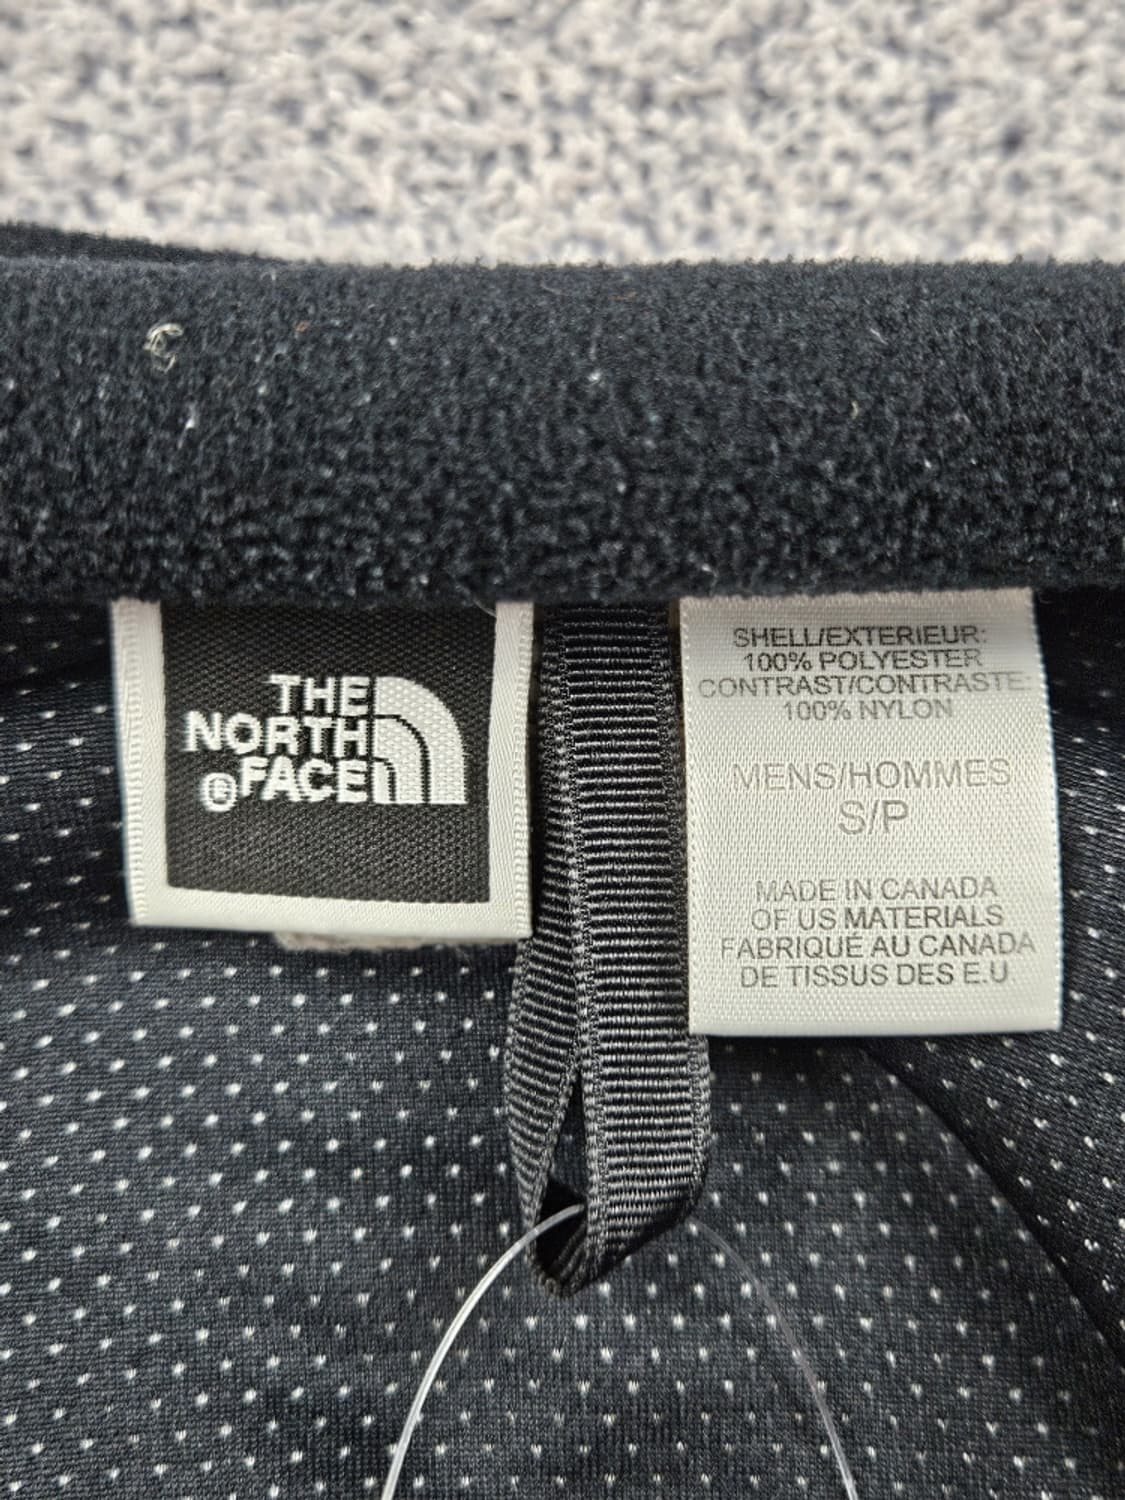 THE
NORTH
FACE
®
SHELL/EXTERIEUR:
100% POLYESTER
CONTRAST/CONTRASTE:
100% NYLON
MENS/HOMMES
S/P
MADE IN CANADA
OF US MATERIALS
FABRIQUÉ AU CANADA
DE TISSUS DES E.U